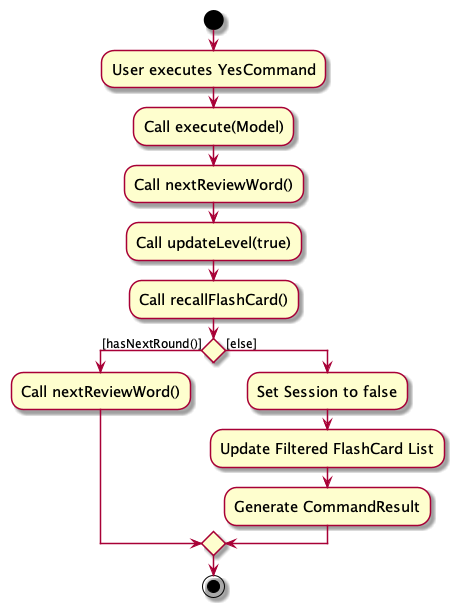 User executes YesCommand
Call execute(Model)
Call nextReviewWord()
Call updateLevel(true)
Call recallFlashCard()
[hasNextRound()]
[else]
Call nextReviewWord()
Set Session to false
Update Filtered FlashCard List
Generate CommandResult